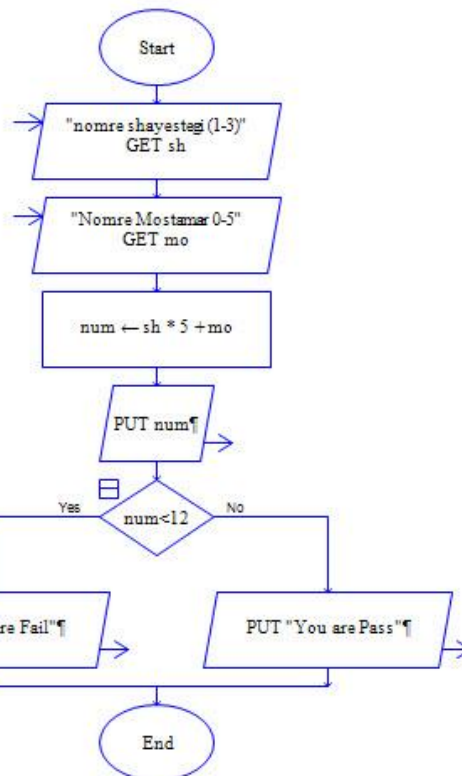 Start
"nomre shayestegi (1-3)"
GET sh
"Nomre Mostamar 0-5"
GET mo
num ← sh * 5 + mo
PUT num¶
Yes
num<12
No
re Fail"¶
PUT "You are Pass"¶
End